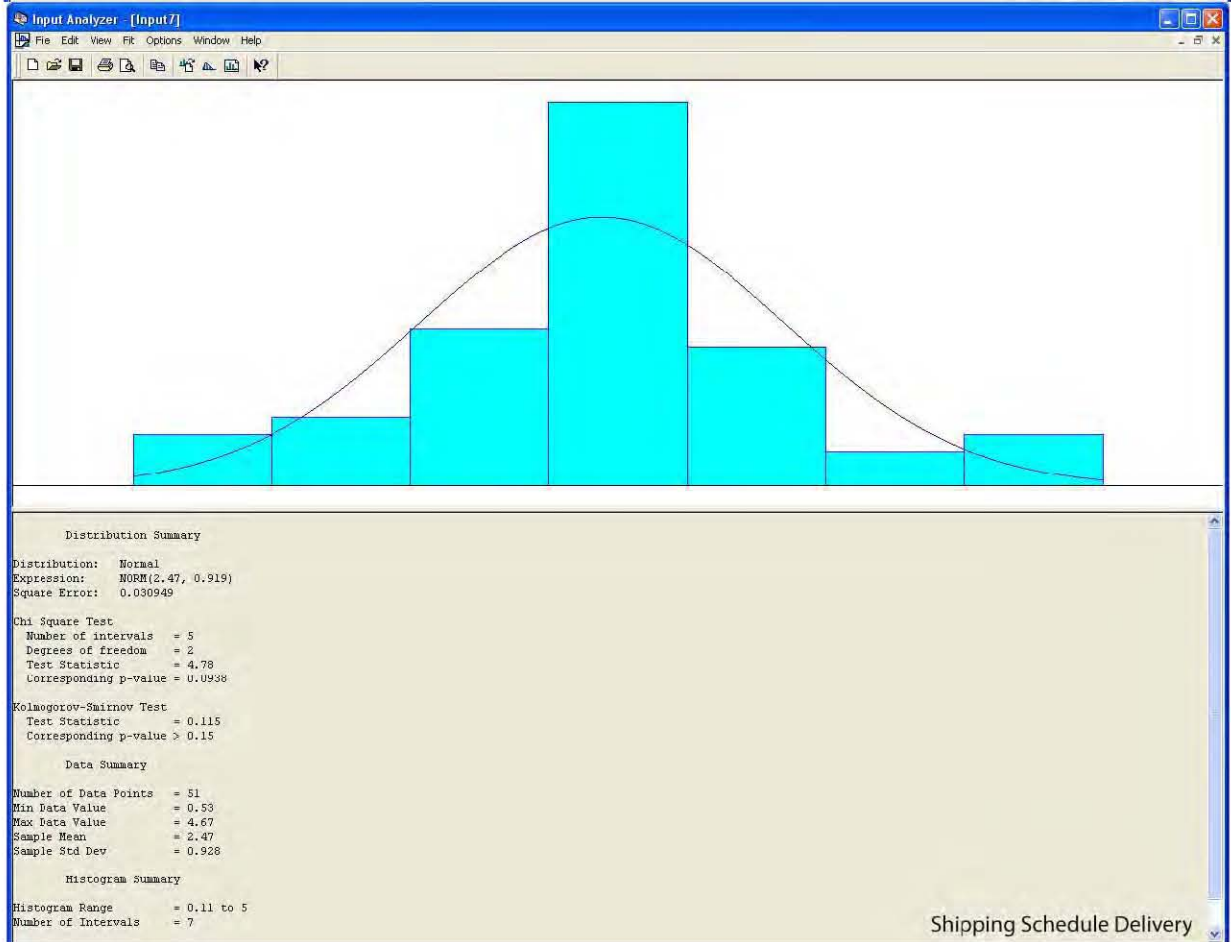 Input Analyzer - [Input7]
File Edit View Fit Options Window Help
Distribution Summary
Distribution: Normal
Expression: NORM(2.47, 0.919)
Square Error: 0.030949
Chi Square Test
Number of intervals = 5
Degrees of freedom = 2
Test Statistic = 4.78
Corresponding p-value = 0.0938
Kolmogorov-Smirnov Test
Test Statistic = 0.115
Corresponding p-value > 0.15
Data Summary
Number of Data Points = 51
Min Data Value = 0.53
Max Data Value = 4.67
Sample Mean = 2.47
Sample Std Dev = 0.928
Histogram Summary
Histogram Range = 0.11 to 5
Number of Intervals = 7
Shipping Schedule Delivery